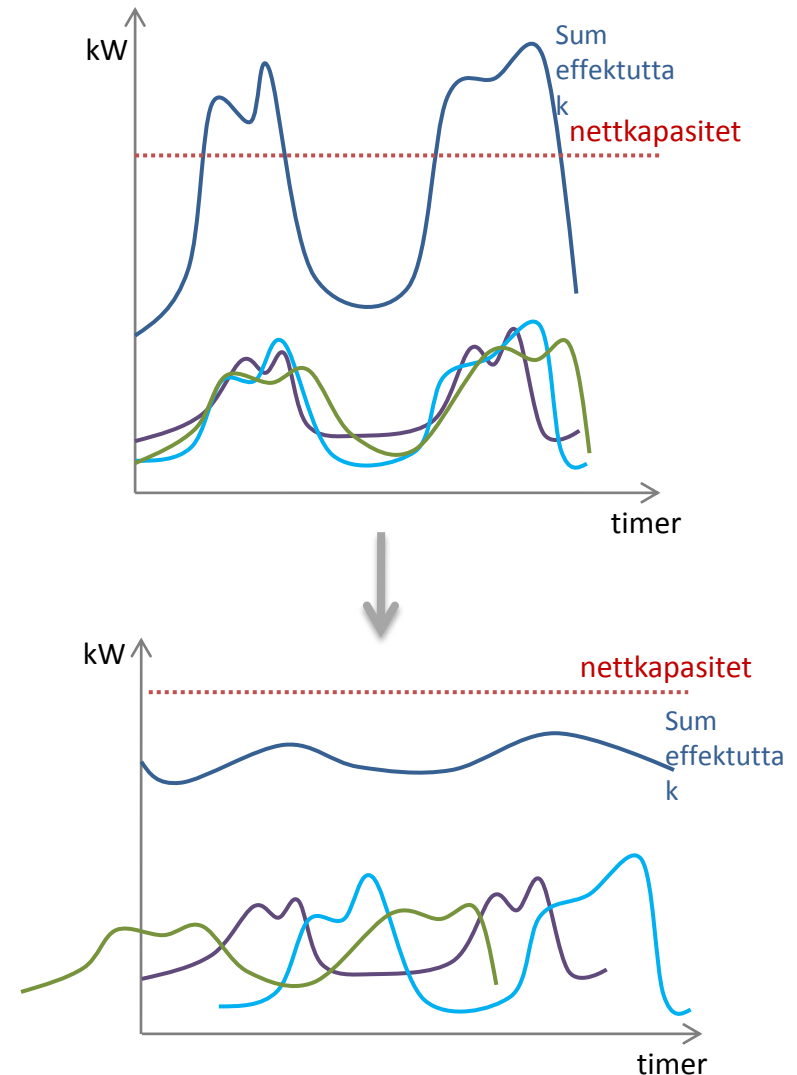 kW
Sum
effektutta
k
nettkapasitet
timer
kW
nettkapasitet
Sum
effektutta
k
timer